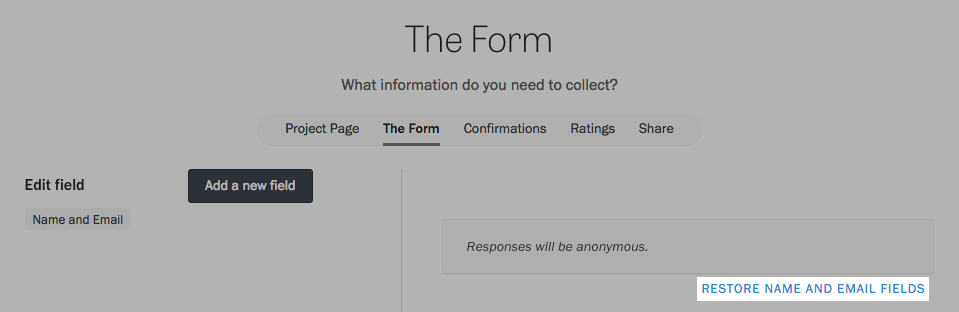 The Form
What information do you need to collect?
Project Page The Form Confirmations Ratings Share
Edit field Add a new field
Name and Email
Responses will be anonymous.
RESTORE NAME AND EMAIL FIELDS